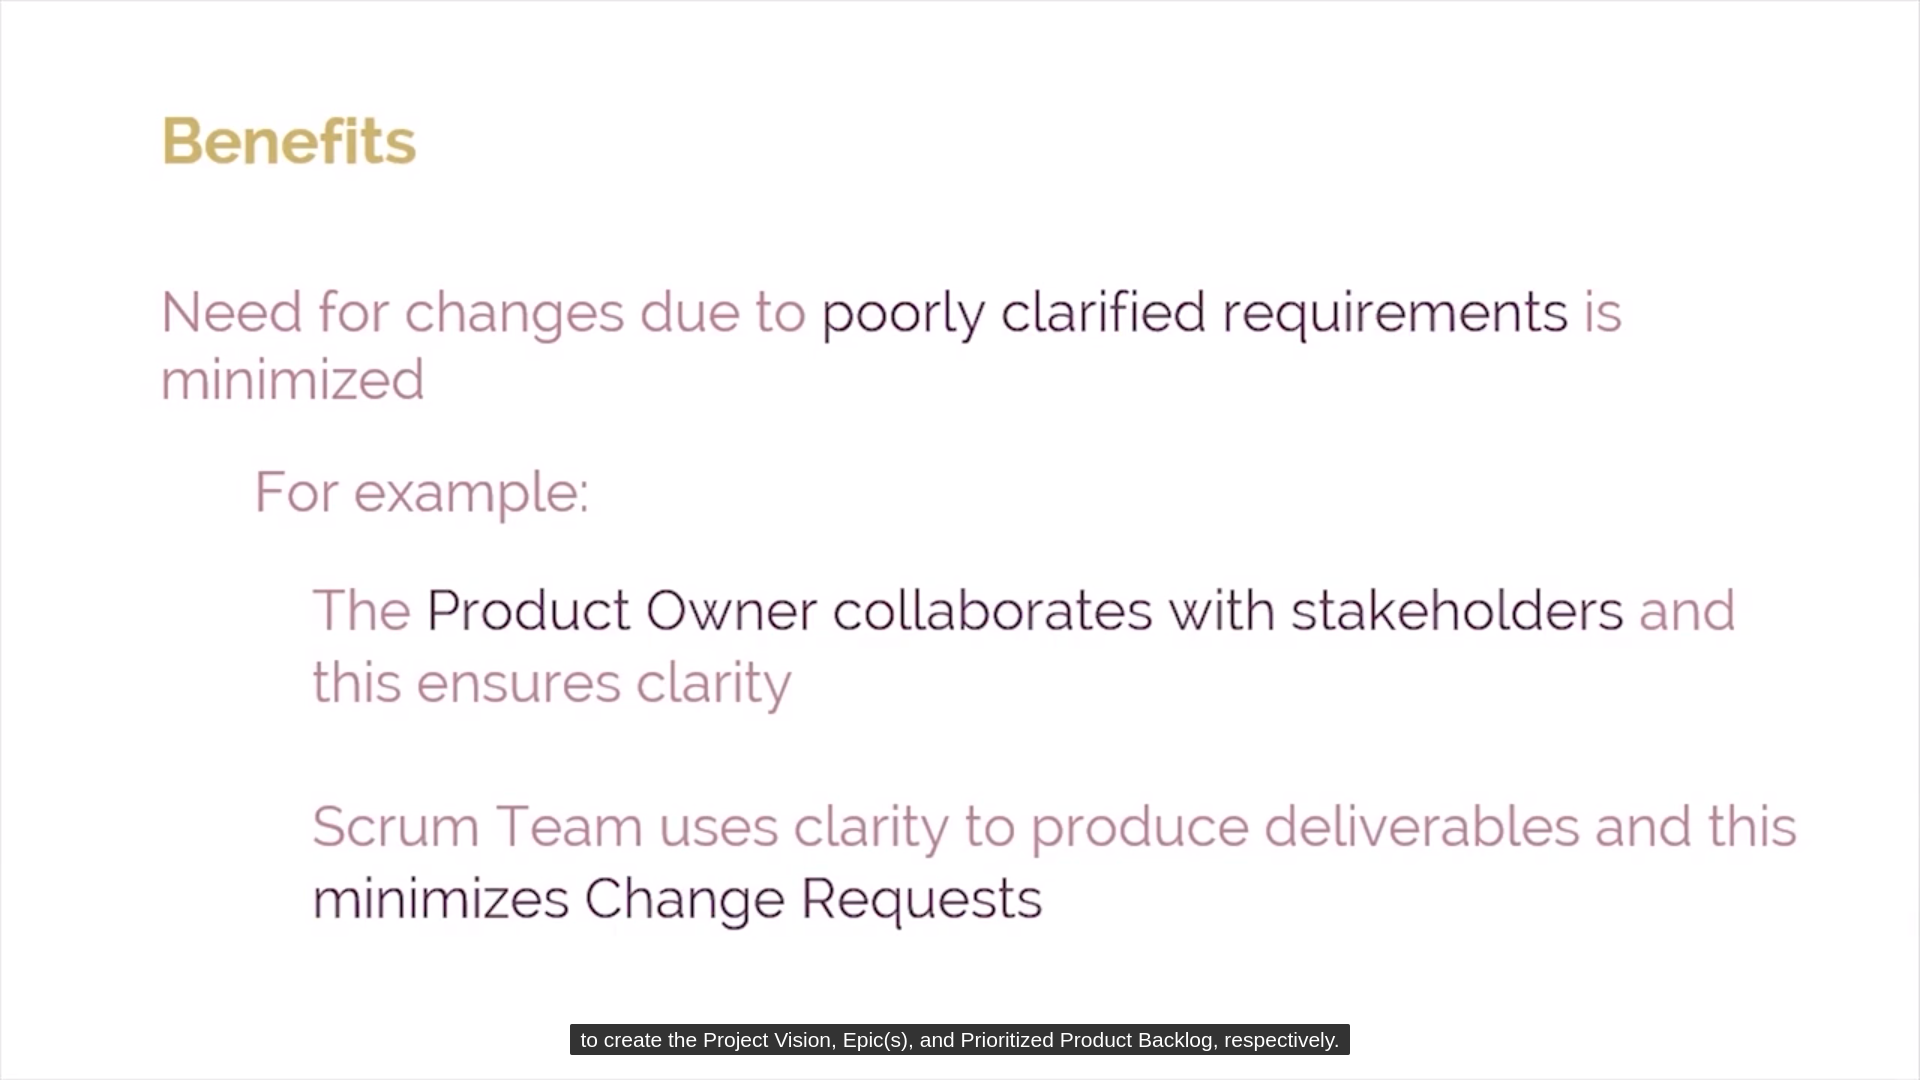 Benefits
Need for changes due to poorly clarified requirements is
minimized
For example:
The Product Owner collaborates with stakeholders and
this ensures clarity
Scrum Team uses clarity to produce deliverables and this
minimizes Change Requests
to create the Project Vision, Epic(s), and Prioritized Product Backlog, respectively.